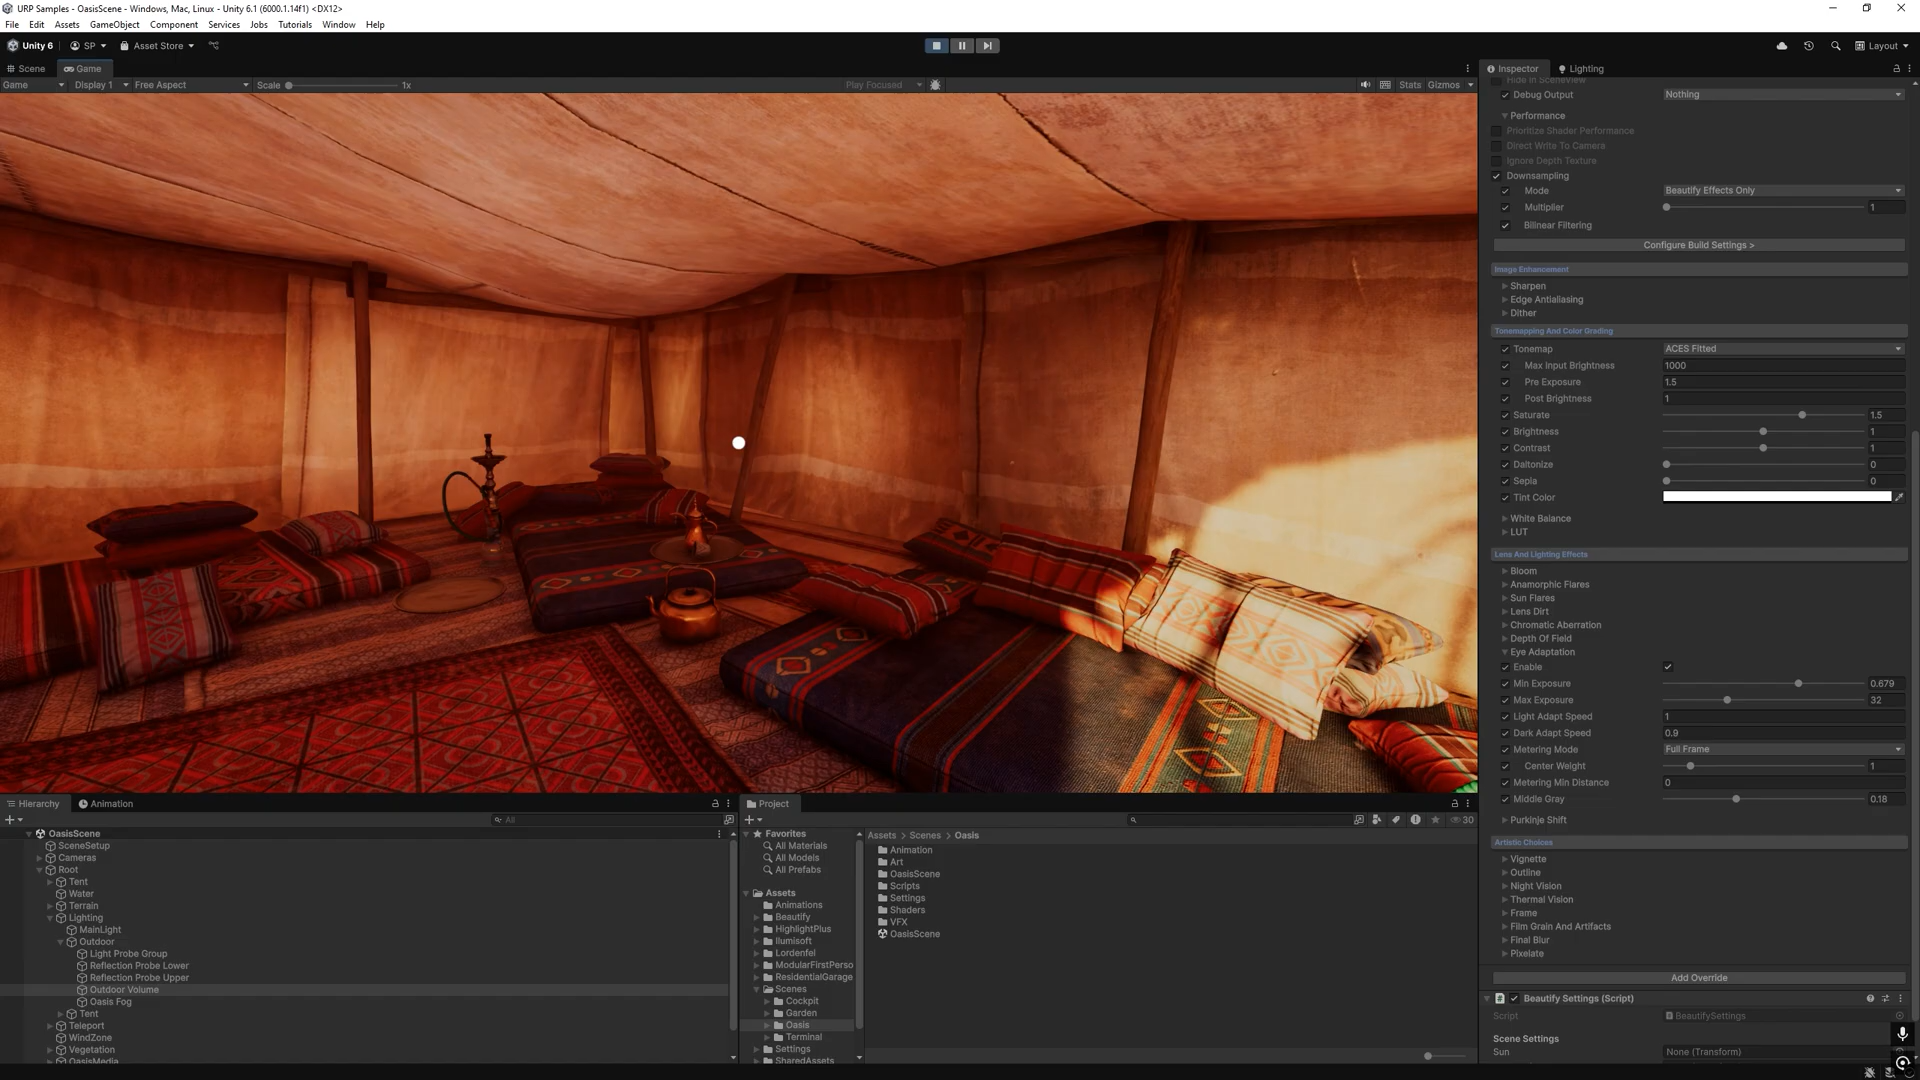 URP Samples - OasisScene - Windows, Mac, Linux - Unity 6.1 (6000.1.14f1) <DX12>
File Edit Assets GameObject Component Services Jobs Tutorials Window Help
Unity 6 SP Asset Store Layout
Scene Game
Game Display 1 Free Aspect Scale 1x Play Focused Stats Gizmos
Inspector Lighting
Hide In SceneView
Debug Output Nothing
Performance
Prioritize Shader Performance
Direct Write To Camera
Ignore Depth Texture
Downsampling
Mode Beautify Effects Only
Multiplier 1
Bilinear Filtering
Configure Build Settings >
Image Enhancement
Sharpen
Edge Antialiasing
Dither
Tonemapping And Color Grading
Tonemap ACES Fitted
Max Input Brightness 1000
Pre Exposure 1.5
Post Brightness 1
Saturate 1.5
Brightness 1
Contrast 1
Daltonize 0
Sepia 0
Tint Color
White Balance
LUT
Lens And Lighting Effects
Bloom
Anamorphic Flares
Sun Flares
Lens Dirt
Chromatic Aberration
Depth Of Field
Eye Adaptation
Enable
Min Exposure 0.679
Max Exposure 32
Light Adapt Speed 1
Dark Adapt Speed 0.9
Metering Mode Full Frame
Center Weight 1
Metering Min Distance 0
Middle Gray 0.18
Purkinje Shift
Artistic Choices
Vignette
Outline
Night Vision
Thermal Vision
Frame
Film Grain And Artifacts
Final Blur
Pixelate
Add Override
Beautify Settings (Script)
Script BeautifySettings
Scene Settings
Sun None (Transform)
Hierarchy Animation
All
OasisScene
SceneSetup
Cameras
Root
Tent
Water
Terrain
Lighting
MainLight
Outdoor
Light Probe Group
Reflection Probe Lower
Reflection Probe Upper
Outdoor Volume
Oasis Fog
Tent
Teleport
WindZone
Vegetation
OasisMedia
Project
30
Favorites
All Materials
All Models
All Prefabs
Assets
Animations
Beautify
HighlightPlus
Ilumisoft
Lordenfel
ModularFirstPerso
ResidentialGarage
Scenes
Cockpit
Garden
Oasis
Terminal
Settings
SharedAssets
Assets > Scenes > Oasis
Animation
Art
OasisScene
Scripts
Settings
Shaders
VFX
OasisScene